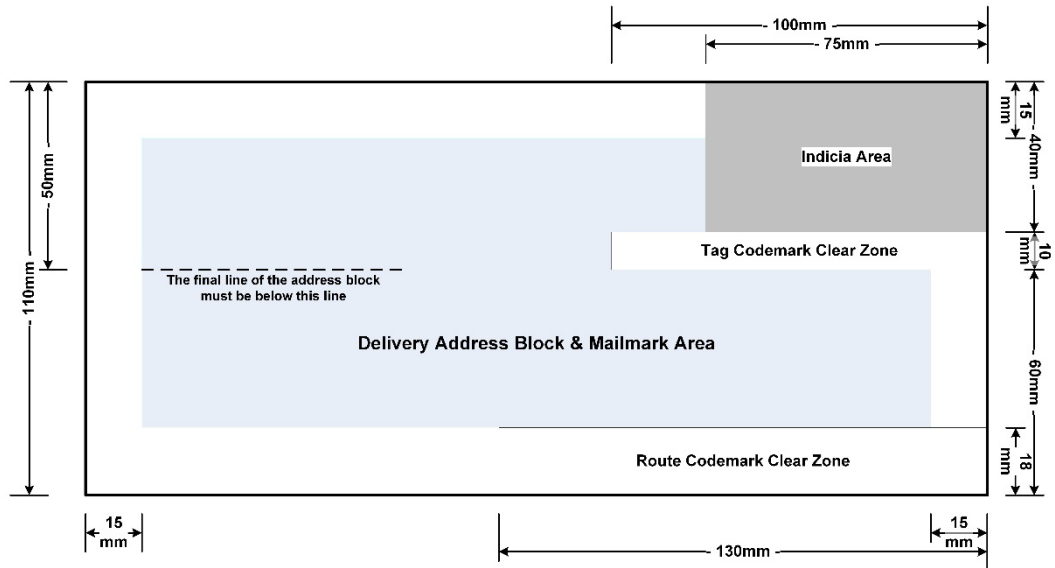 - 100mm -
- 75mm -
15
mm
- 40mm -
Indicia Area
- 50mm -
Tag Codemark Clear Zone
10
mm
The final line of the address block
must be below this line
- 110mm -
Delivery Address Block & Mailmark Area
- 60mm -
Route Codemark Clear Zone
18
mm
15
mm
- 130mm -
15
mm